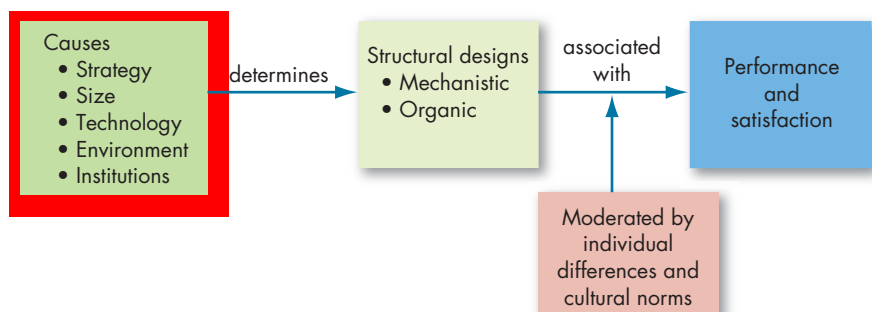 Causes
• Strategy
• Size
• Technology
• Environment
• Institutions
determines
Structural designs
• Mechanistic
• Organic
associated
with
Performance
and
satisfaction
Moderated by
individual
differences and
cultural norms